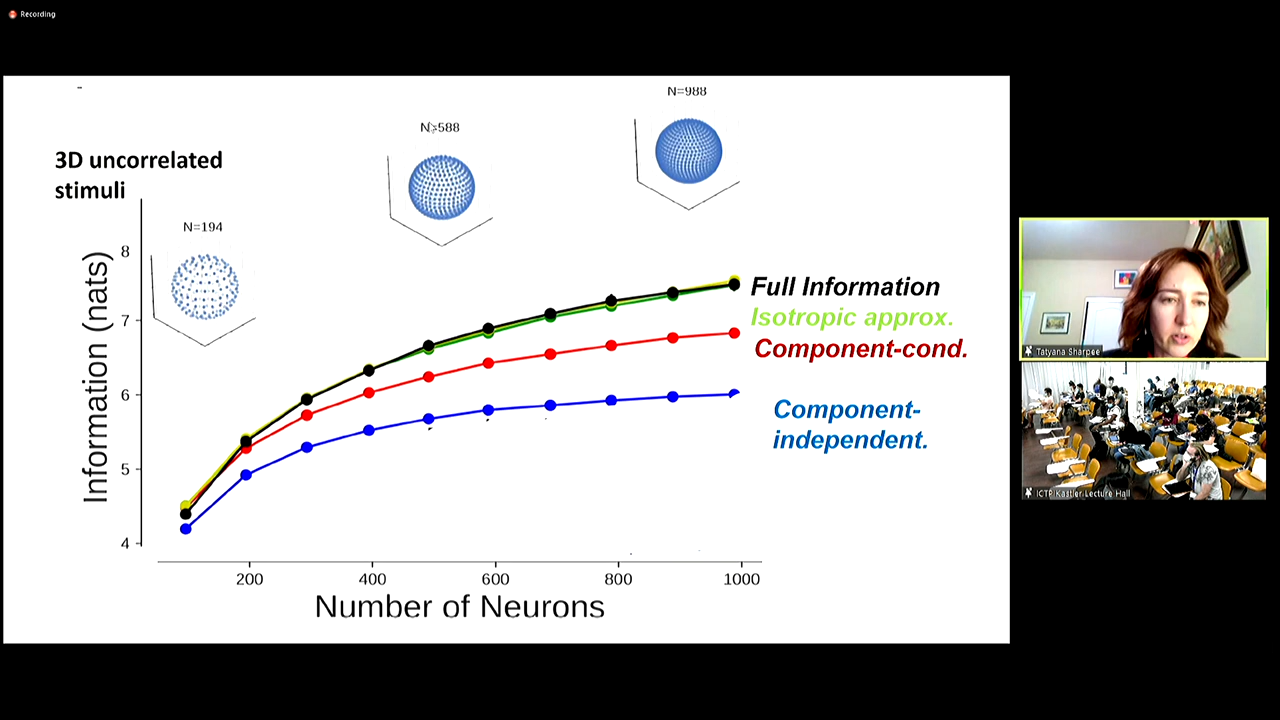 Recording
N=988
N=588
3D uncorrelated
stimuli
N=194
Information (nats)
8
7
6
5
4
200
400
600
800
1000
Number of Neurons
Full Information
Isotropic approx.
Component-cond.
Component-
independent.
Tatyana Sharpee
ICTP Kastler Lecture Hall